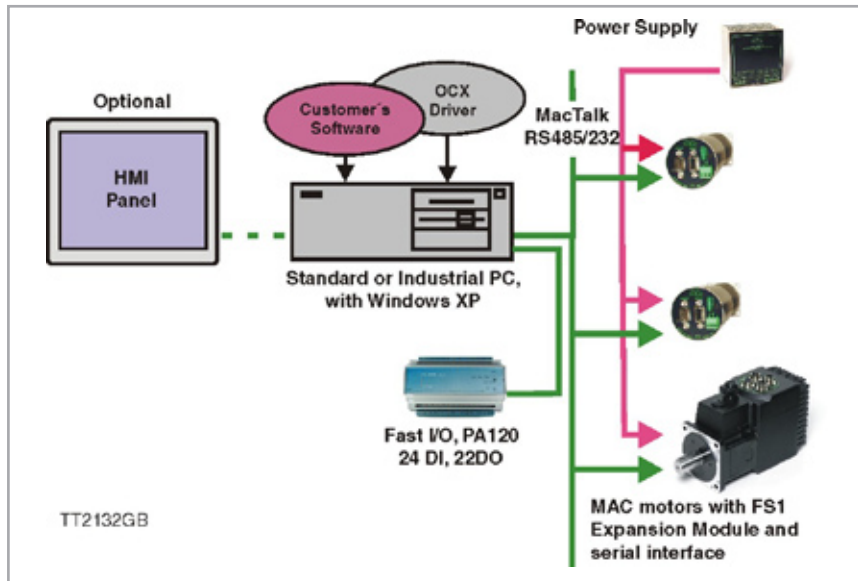 Power Supply
Optional
OCX
Driver
Customer´s
Software
MacTalk
RS485/232
HMI
Panel
Standard or Industrial PC,
with Windows XP
Fast I/O, PA120
24 DI, 22DO
MAC motors with FS1
Expansion Module and
serial interface
TT2132GB